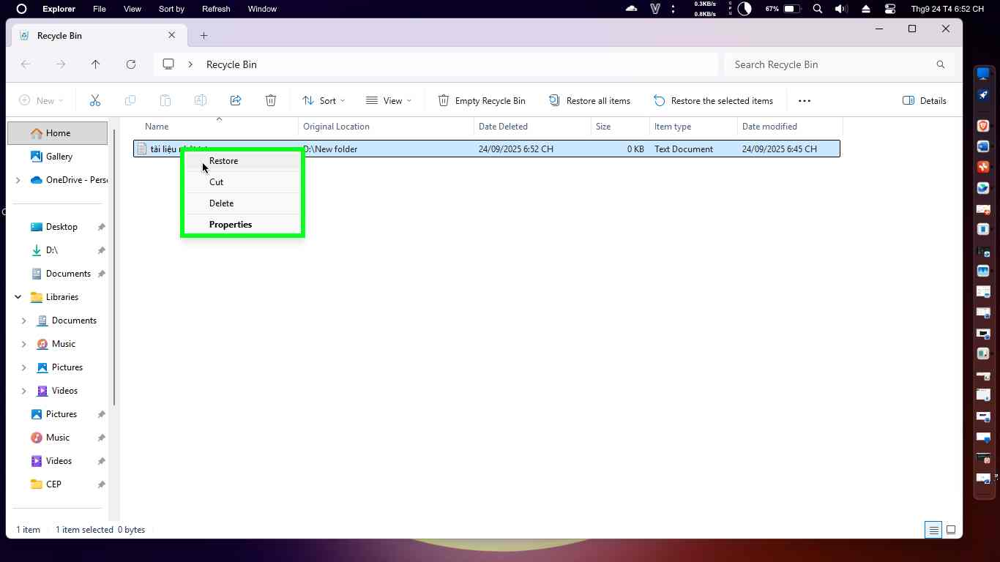 Explorer File View Sort by Refresh Window 0.3KB/s 0.8KB/s CPU 67% Thg9 24 T4 6:52 CH
Recycle Bin
Recycle Bin Search Recycle Bin
New Sort View Empty Recycle Bin Restore all items Restore the selected items Details
Name Original Location Date Deleted Size Item type Date modified
tài liệu D:\New folder 24/09/2025 6:52 CH 0 KB Text Document 24/09/2025 6:45 CH
Restore
Cut
Delete
Properties
Home
Gallery
OneDrive - Pers
Desktop
D:\
Documents
Libraries
Documents
Music
Pictures
Videos
Pictures
Music
Videos
CEP
1 item 1 item selected 0 bytes